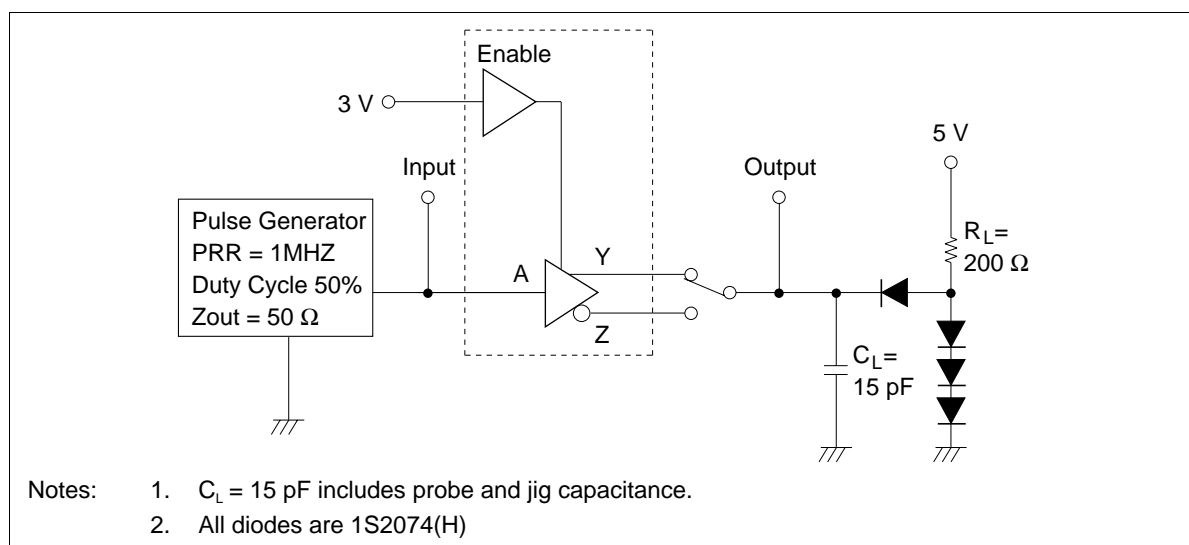 Enable
3 V
5 V
Input
Output
Pulse Generator
PRR = 1MHZ
Duty Cycle 50%
Zout = 50 Ω
A
Y
Z
R_L=
200 Ω
C_L=
15 pF
Notes: 1. C_L = 15 pF includes probe and jig capacitance.
2. All diodes are 1S2074(H)